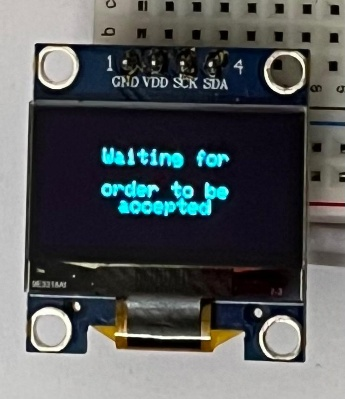 b c
1 4
GND VDD SCK SDA
Waiting for
order to be
accepted